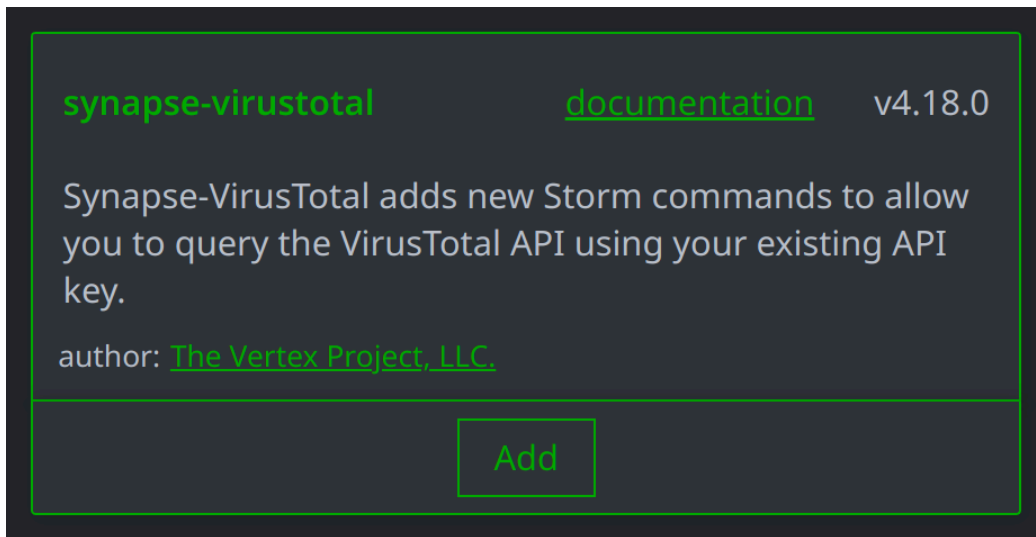 synapse-virustotal documentation v4.18.0
Synapse-VirusTotal adds new Storm commands to allow
you to query the VirusTotal API using your existing API
key.
author: The Vertex Project, LLC.
Add